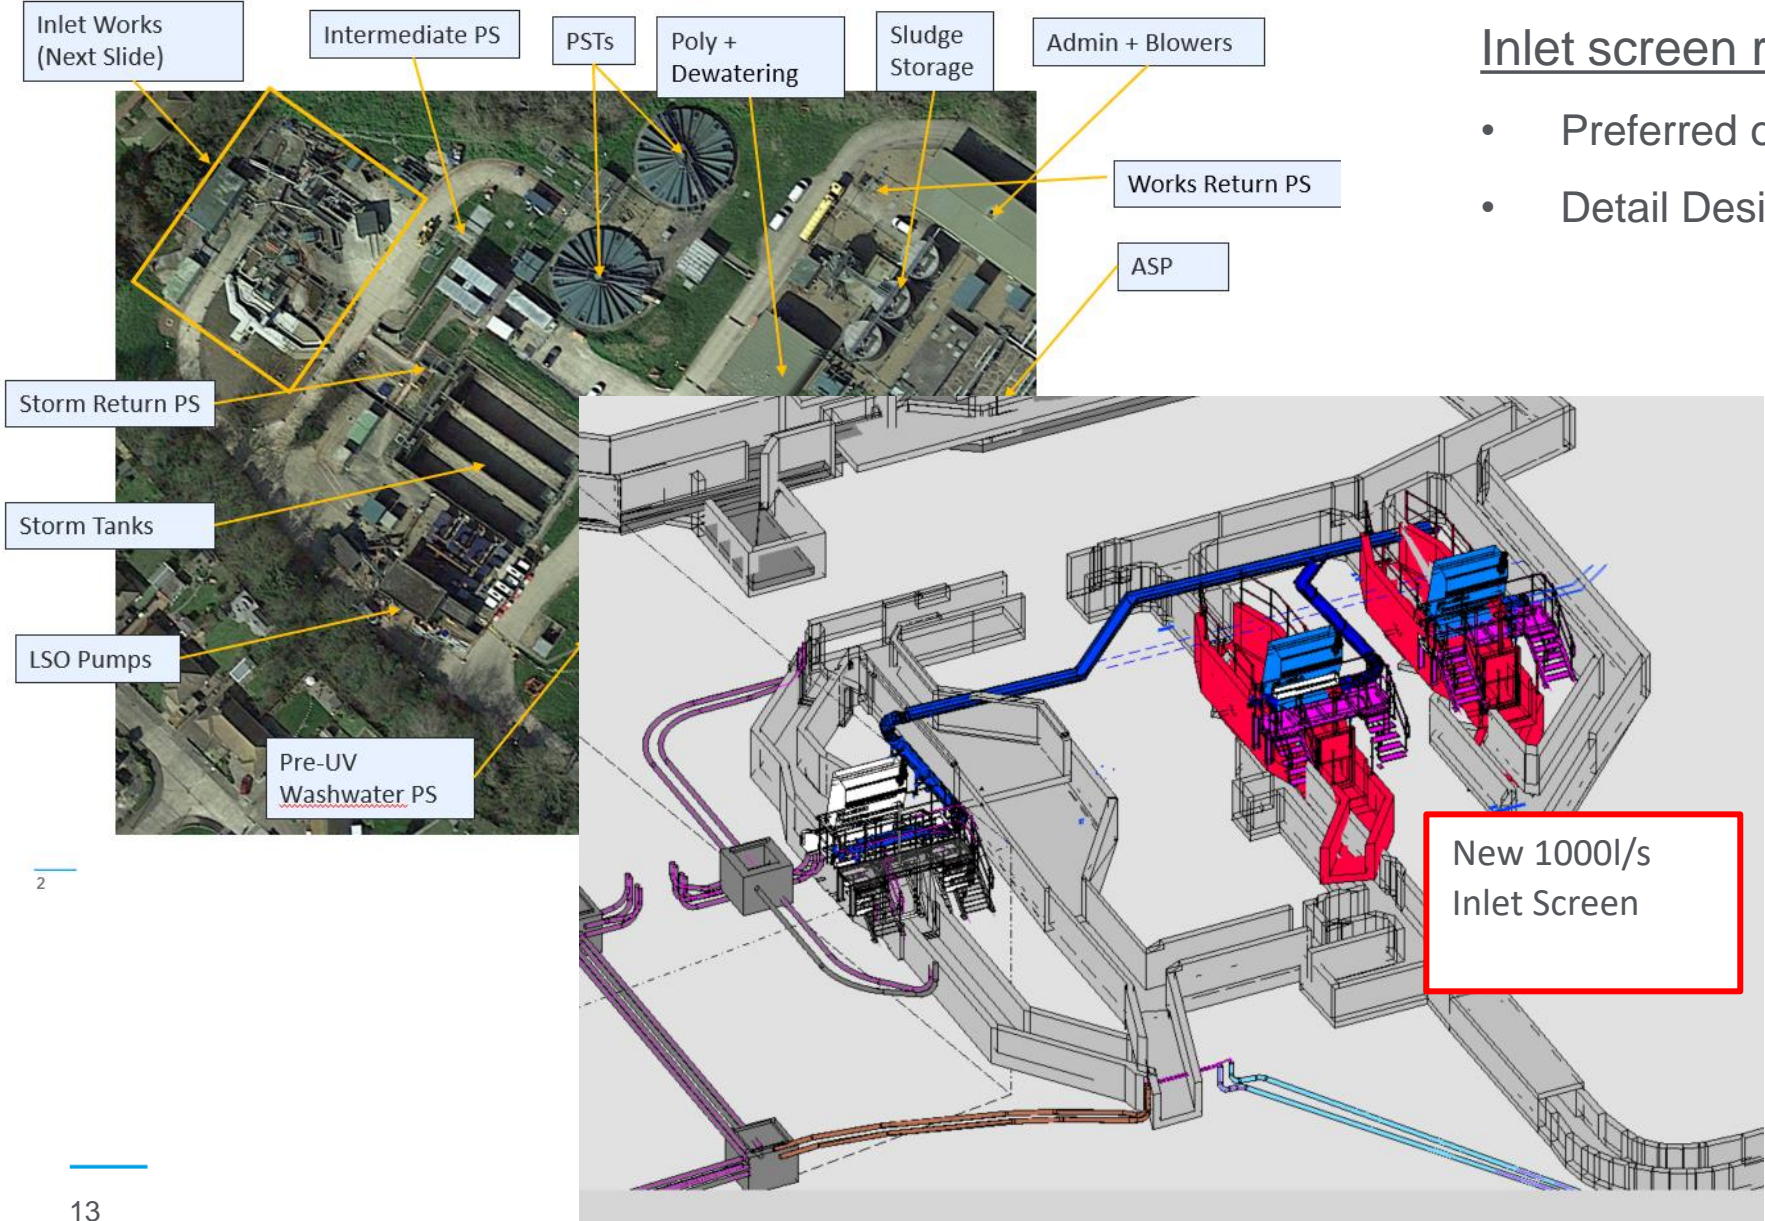 Inlet Works
(Next Slide)
Intermediate PS
PSTs
Poly +
Dewatering
Sludge
Storage
Admin + Blowers
Inlet screen
• Preferred
• Detail
Works Return PS
ASP
Storm Return PS
Storm Tanks
LSO Pumps
Pre-UV
Washwater PS
New 1000l/s
Inlet Screen
2
13